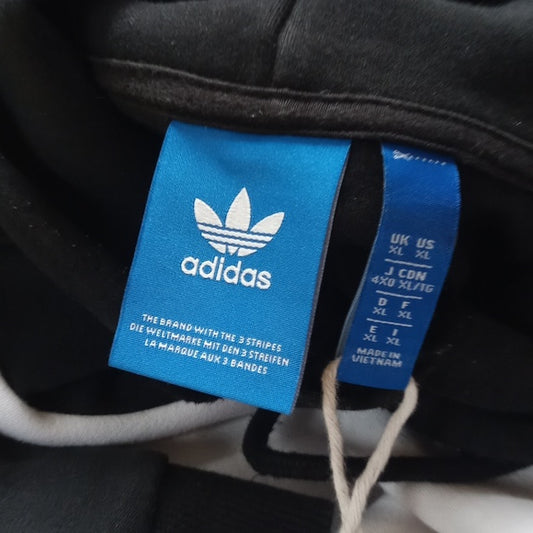 adidas
THE BRAND WITH THE 3 STRIPES
DIE WELTMARKE MIT DEN 3 STREIFEN
LA MARQUE AUX 3 BANDES
UK US
XL XL
J CDN
4XO XL/TG
D F
XL XL
E I
XL XL
MADE IN
VIETNAM